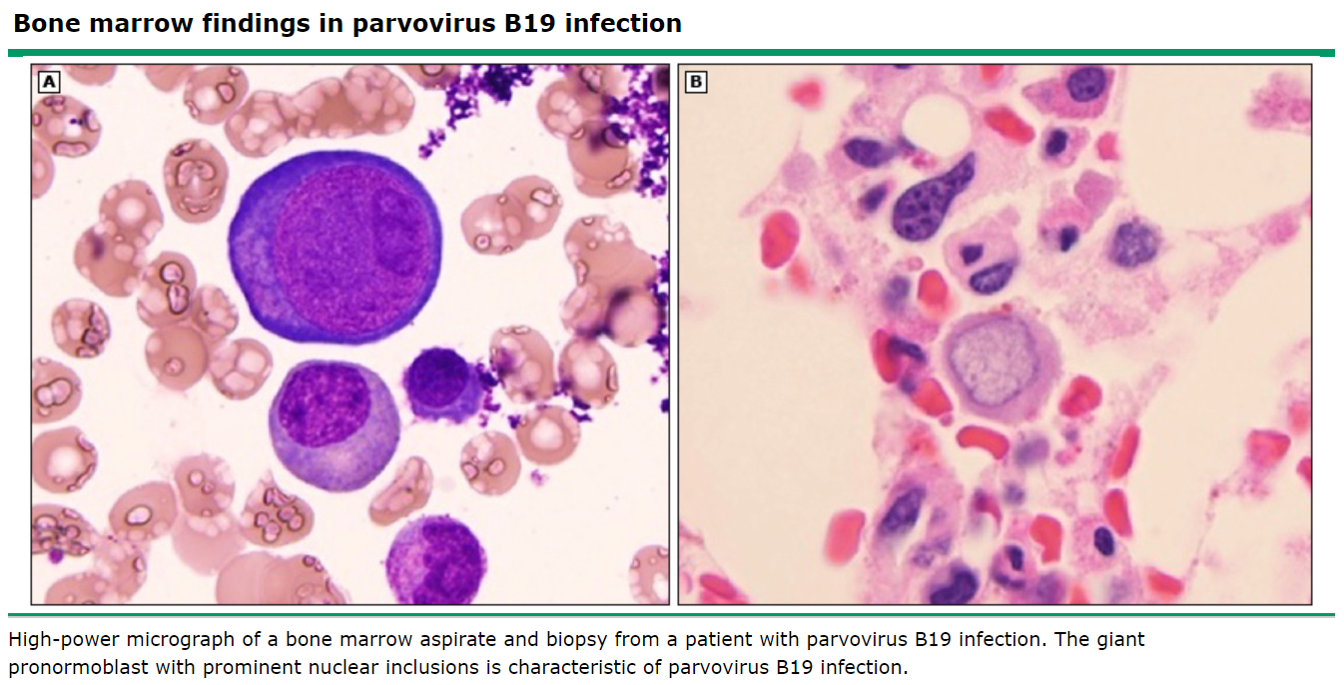 Bone marrow findings in parvovirus B19 infection
A
B
High-power micrograph of a bone marrow aspirate and biopsy from a patient with parvovirus B19 infection. The giant
pronormoblast with prominent nuclear inclusions is characteristic of parvovirus B19 infection.